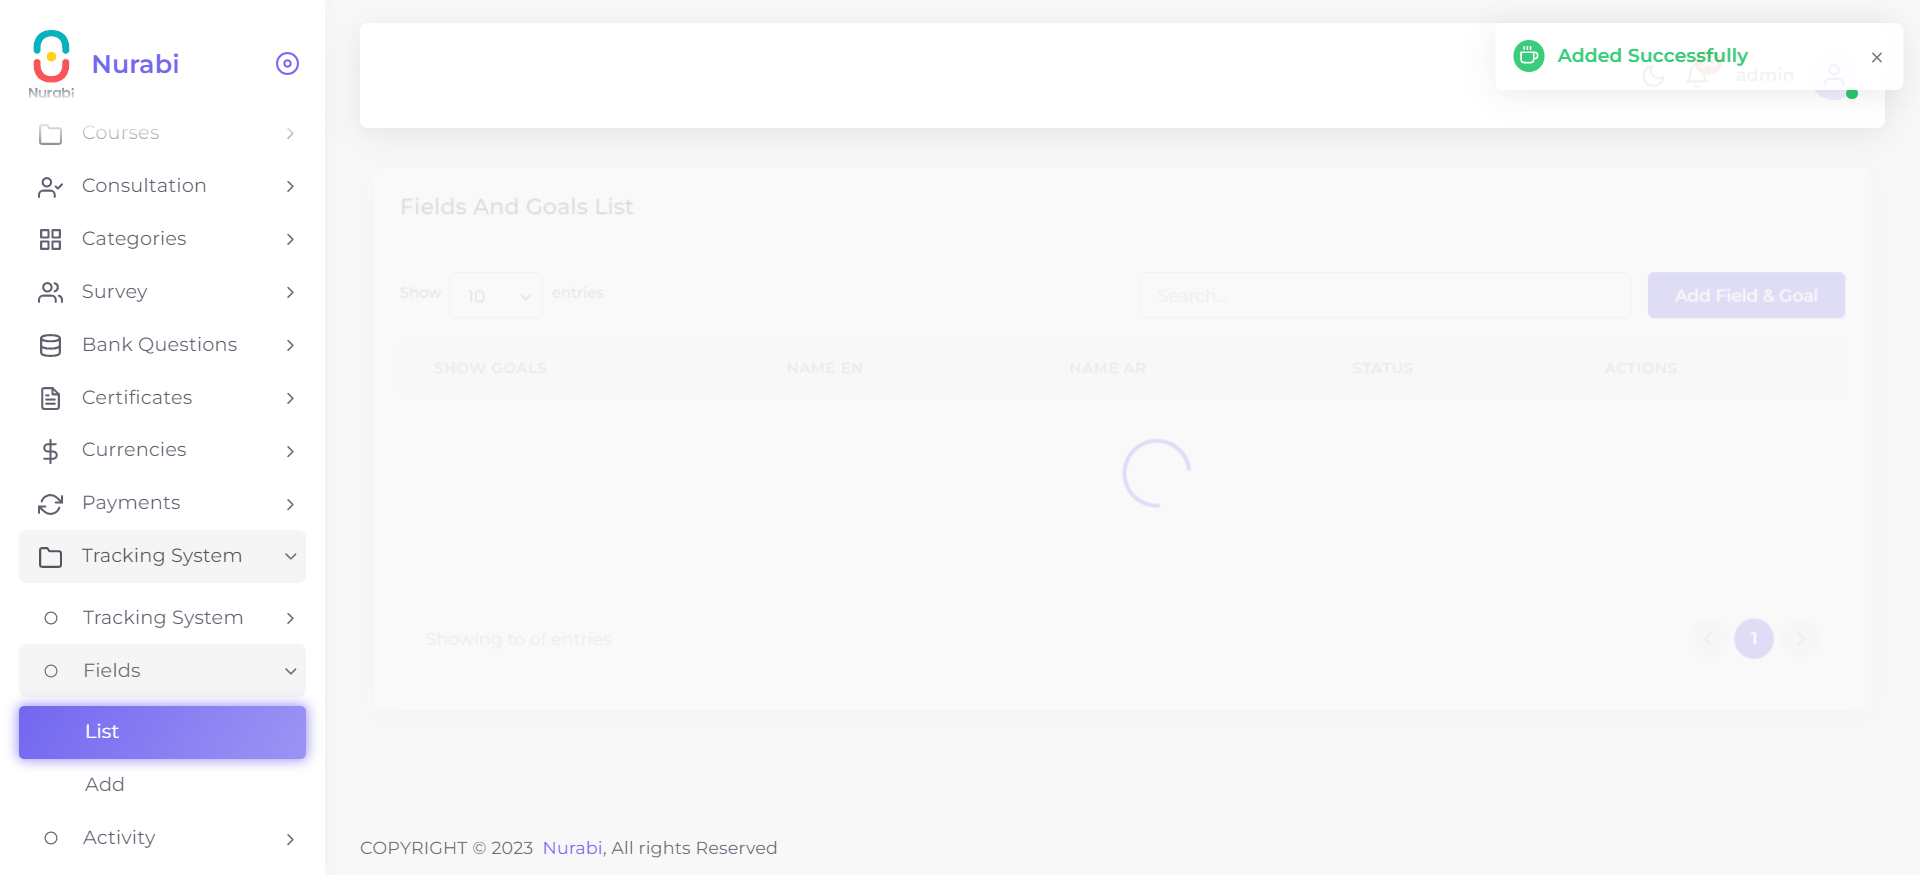 Nurabi
Nurabi
Courses
Consultation
Categories
Survey
Bank Questions
Certificates
Currencies
Payments
Tracking System
Tracking System
Fields
List
Add
Activity
Added Successfully
admin
Fields And Goals List
Show 10 entries
Search...
Add Field & Goal
SHOW GOALS NAME EN NAME AR STATUS ACTIONS
Showing to of entries
1
COPYRIGHT © 2023 Nurabi, All rights Reserved